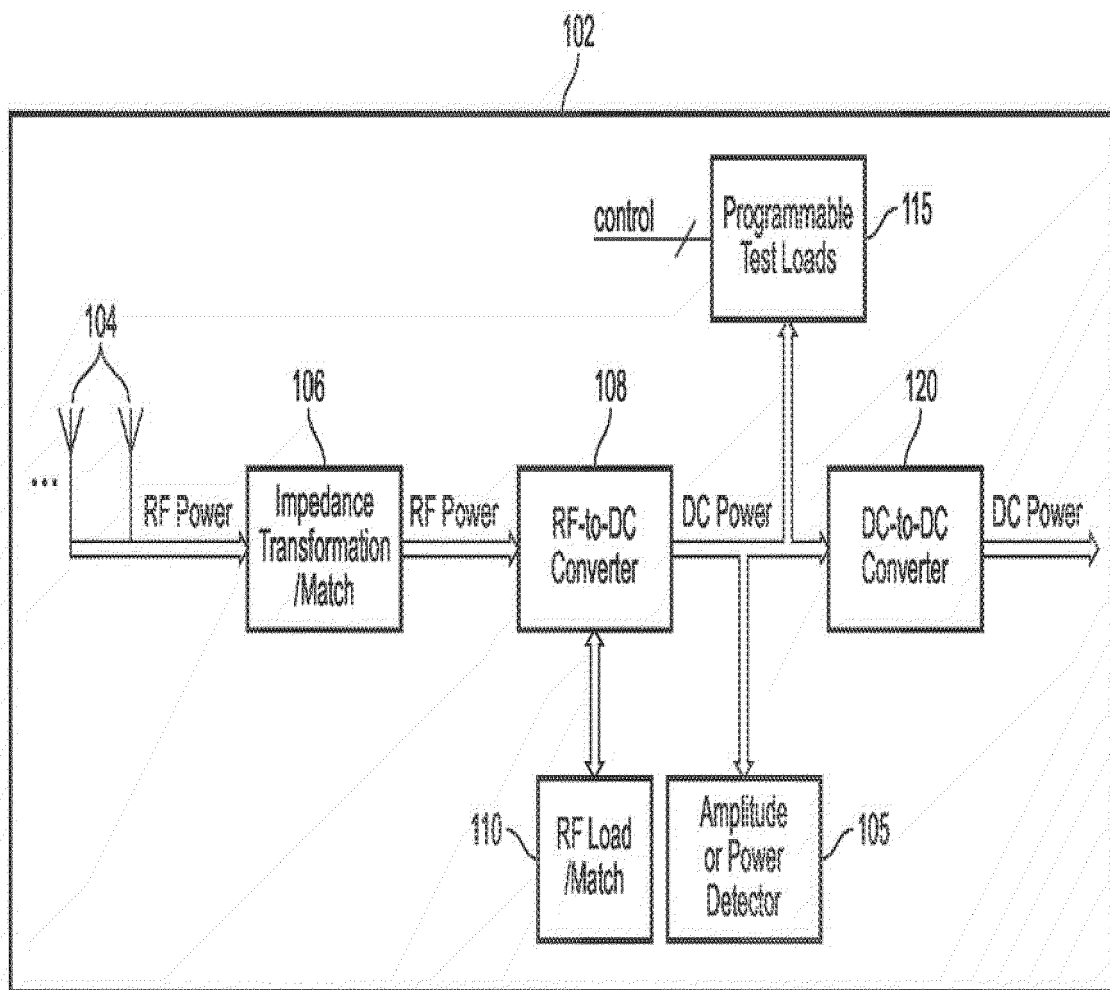 102
Programmable
Test Loads
115
control
104
106
108
120
...
RF Power
Impedance
Transformation
/Match
RF Power
RF-to-DC
Converter
DC Power
DC-to-DC
Converter
DC Power
110
RF Load
/Match
Amplitude
or Power
Detector
105